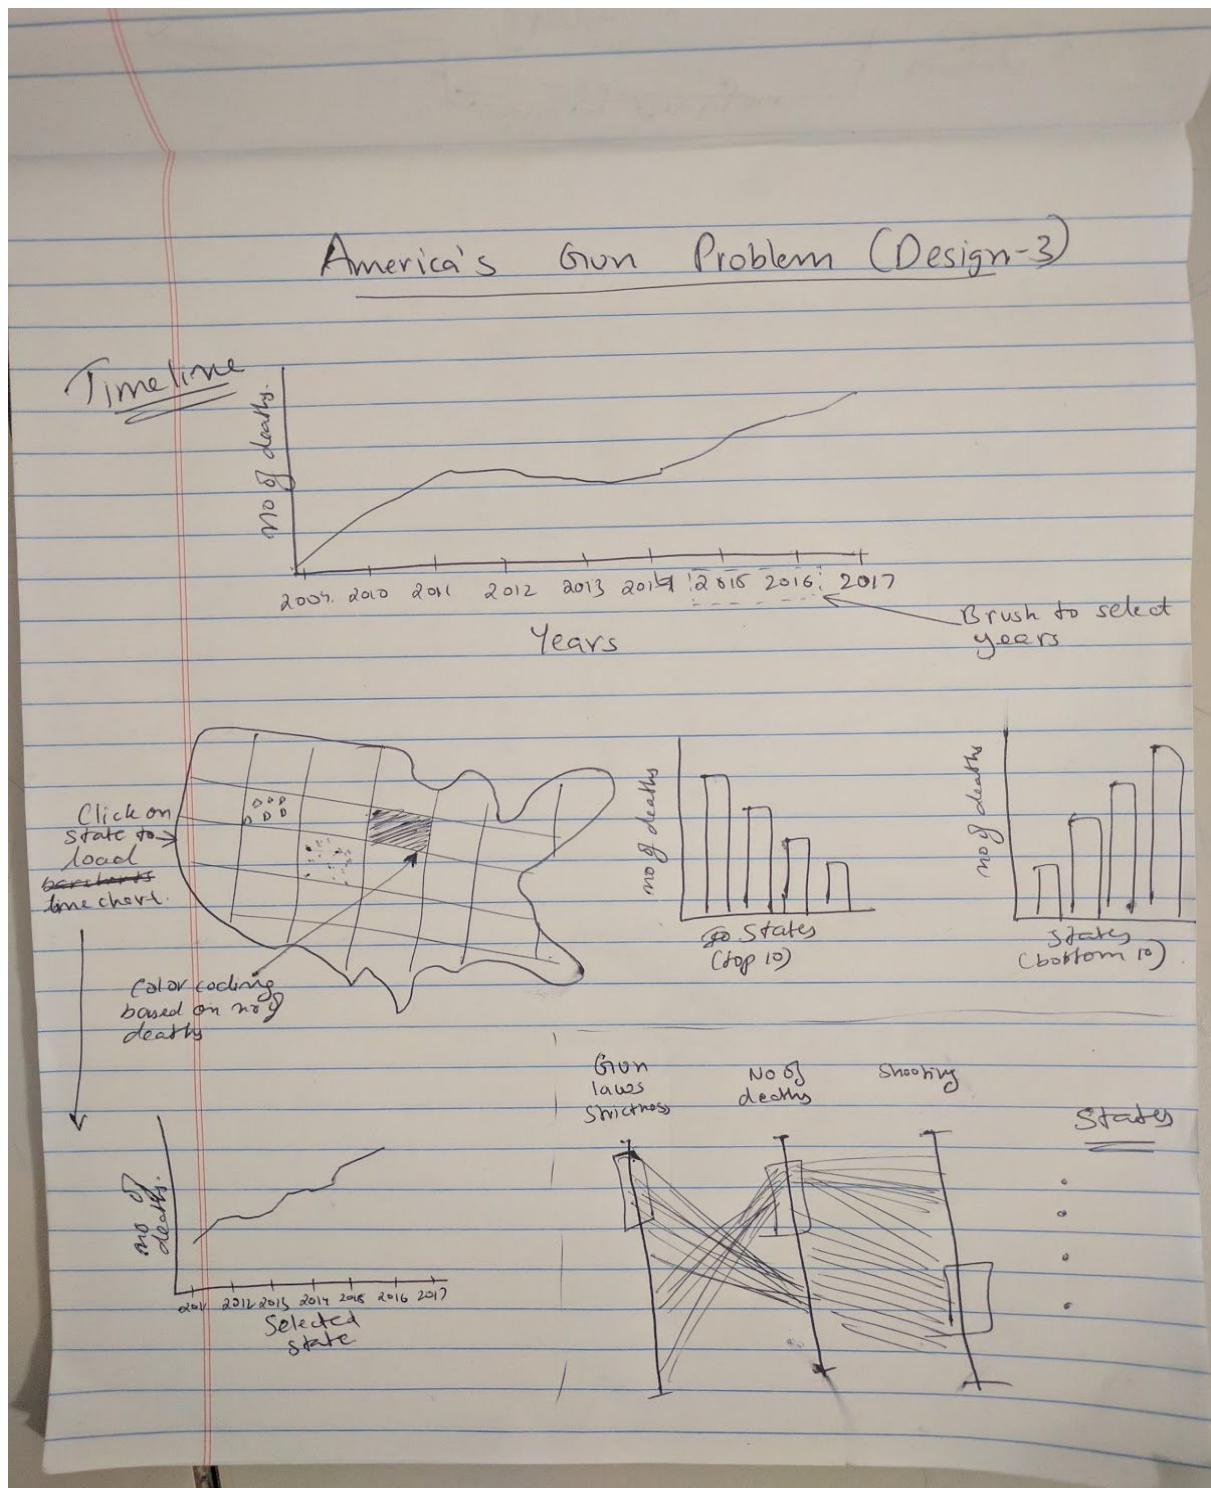 America's Gun Problem (Design-3)
Timeline
no of deaths.
2009. 2010 2011 2012 2013 2014 2015 2016 2017
Years
Brush to select
years
Click on
state to
load
barcharts
time chart.
Color coding
based on no of
deaths
no of deaths
States
(top 10)
no of deaths
States
(bottom 10)
no of
deaths.
2011 2012 2013 2014 2015 2016 2017
Selected
state
Gun
laws
strictness
No of
deaths
Shooting
States